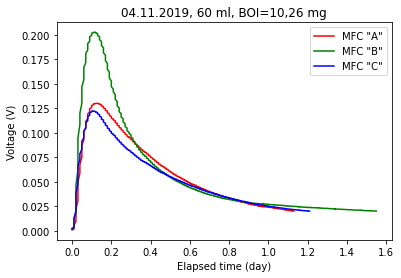 04.11.2019, 60 ml, BOI=10,26 mg
MFC "A"
MFC "B"
MFC "C"
Voltage (V)
0.200
0.175
0.150
0.125
0.100
0.075
0.050
0.025
0.000
0.0 0.2 0.4 0.6 0.8 1.0 1.2 1.4 1.6
Elapsed time (day)